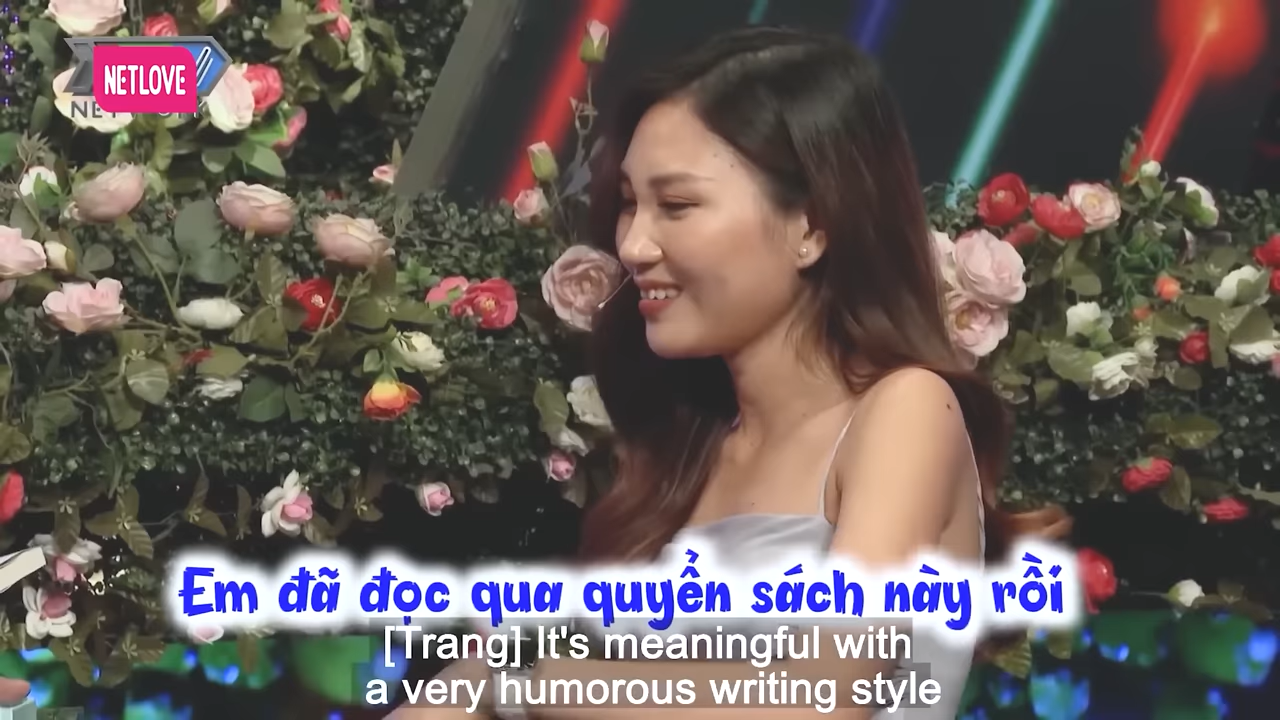 NETLOVE
Em đã đọc qua quyển sách này rồi
[Trang] It's meaningful with
a very humorous writing style